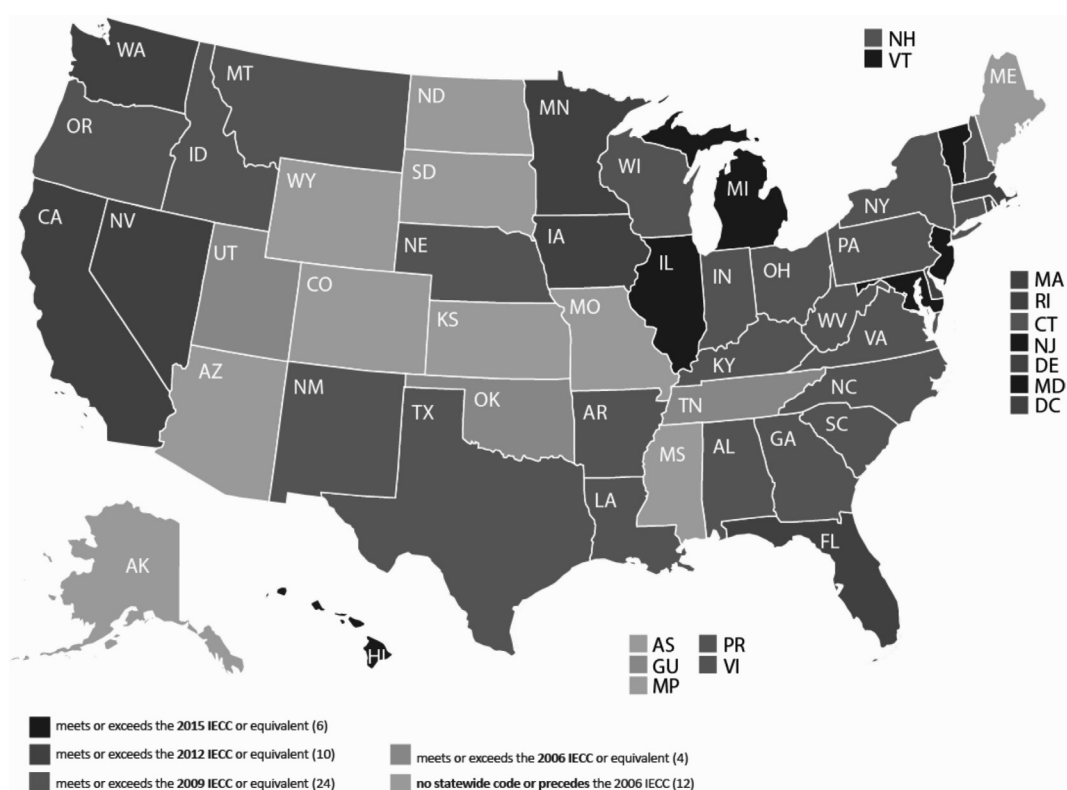 NH
VT
WA
MT
ND
MN
ME
OR
ID
SD
WI
MI
WY
NY
CA
NV
NE
IA
PA
UT
CO
IL
IN
OH
KS
MO
WV
VA
KY
MA
RI
CT
NJ
DE
MD
DC
AZ
NM
OK
AR
TN
NC
TX
SC
MS
AL
GA
LA
FL
AK
HI
AS
PR
GU
VI
MP
meets or exceeds the 2015 IECC or equivalent (6)
meets or exceeds the 2012 IECC or equivalent (10)
meets or exceeds the 2009 IECC or equivalent (24)
meets or exceeds the 2006 IECC or equivalent (4)
no statewide code or precedes the 2006 IECC (12)